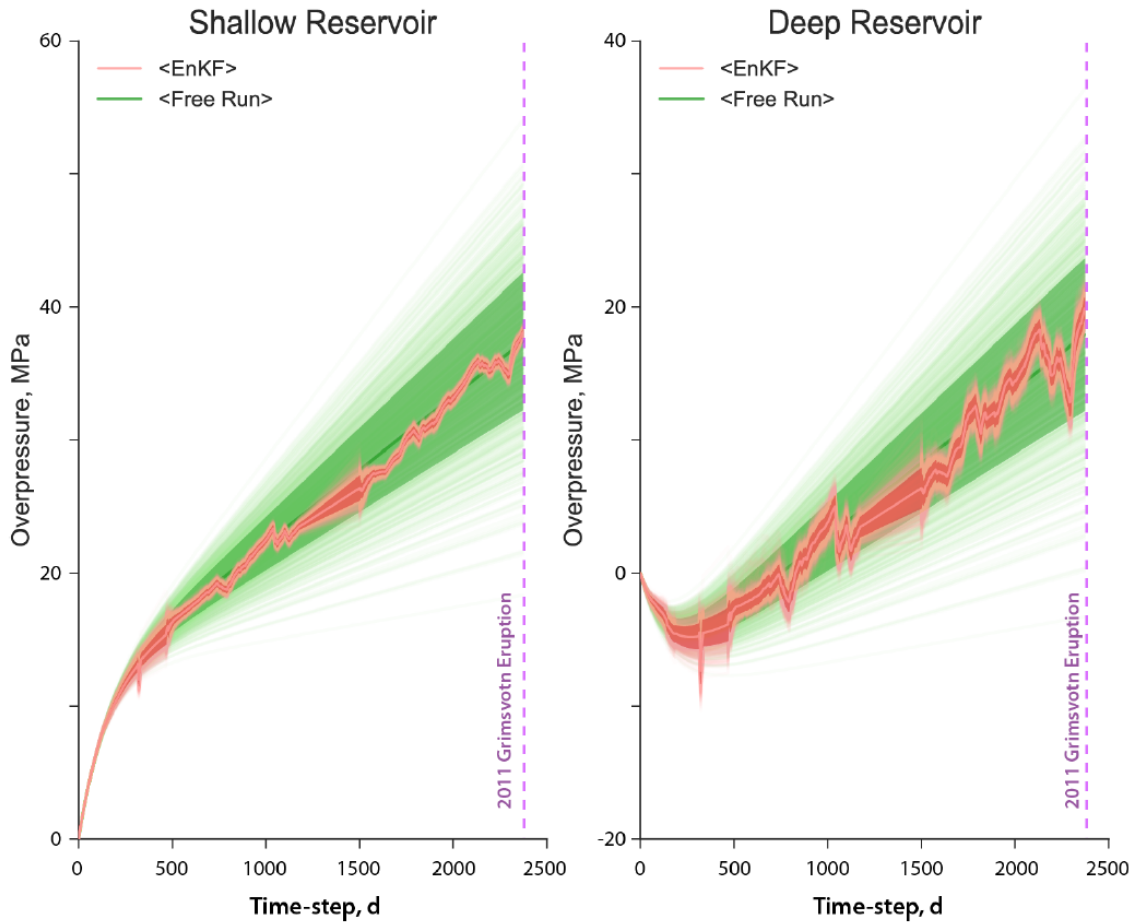 Shallow Reservoir
60
<EnKF>
<Free Run>
40
20
0
Overpressure, MPa
2011 Grimsvotn Eruption
0
500
1000
1500
2000
2500
Time-step, d
Deep Reservoir
40
<EnKF>
<Free Run>
20
0
-20
Overpressure, MPa
2011 Grimsvotn Eruption
0
500
1000
1500
2000
2500
Time-step, d